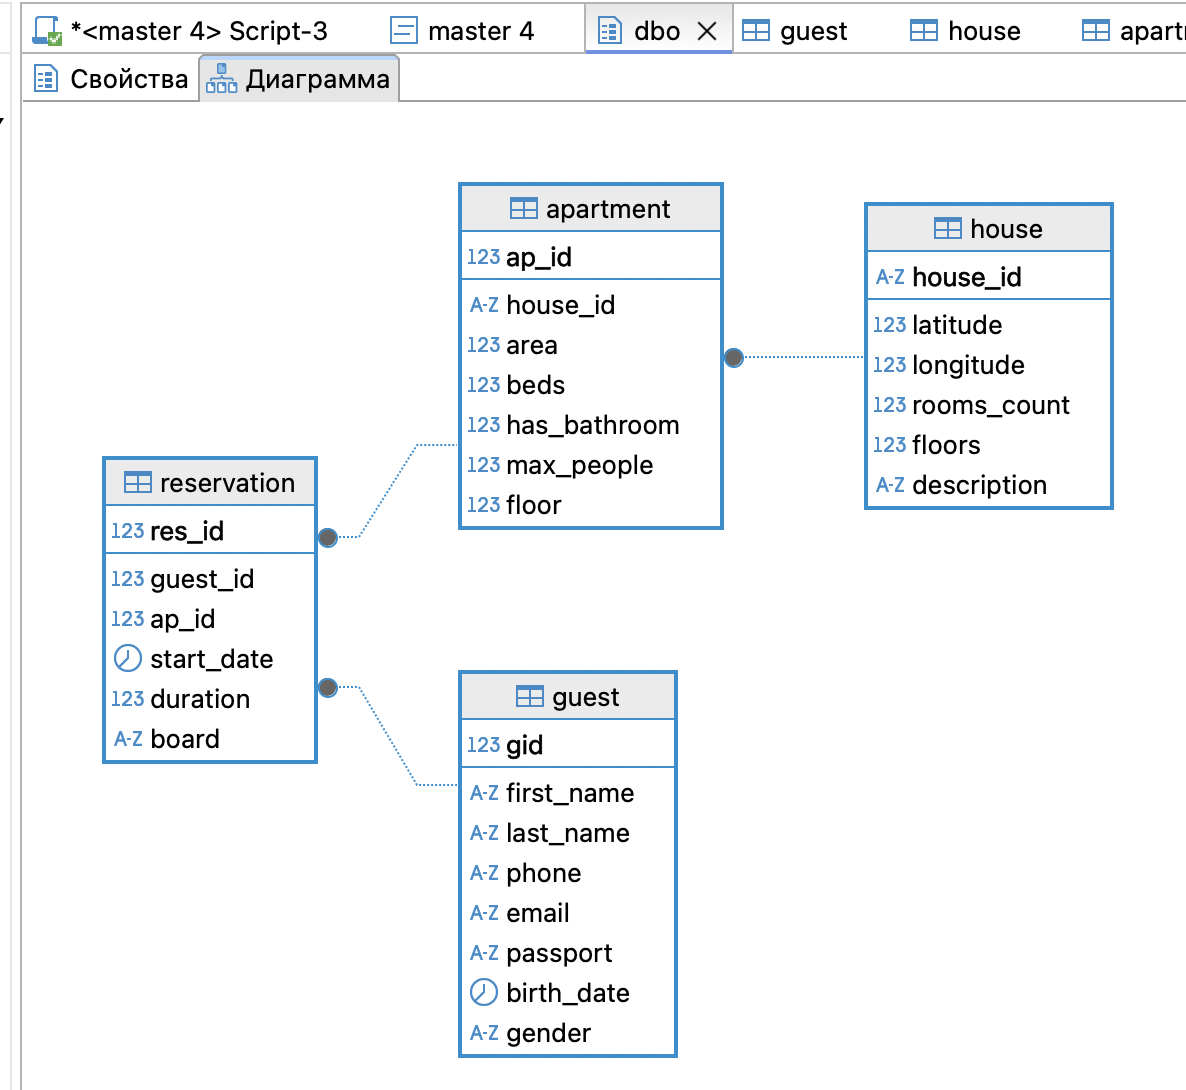 *<master 4> Script-3
master 4
dbo
guest
house
apart
Свойства
Диаграмма
apartment
123 ap_id
A-Z house_id
123 area
123 beds
123 has_bathroom
123 max_people
123 floor
house
A-Z house_id
123 latitude
123 longitude
123 rooms_count
123 floors
A-Z description
reservation
123 res_id
123 guest_id
123 ap_id
start_date
123 duration
A-Z board
guest
123 gid
A-Z first_name
A-Z last_name
A-Z phone
A-Z email
A-Z passport
birth_date
A-Z gender